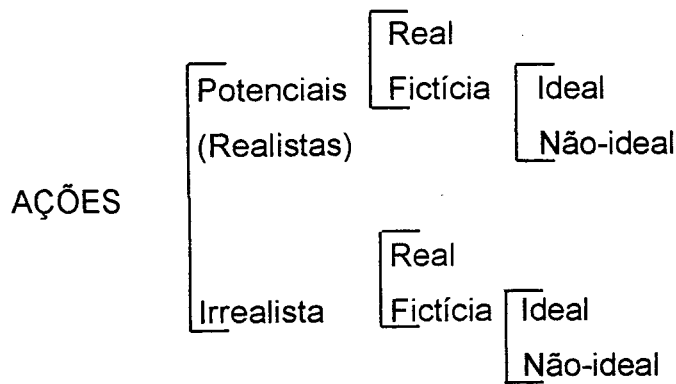 Real
Potenciais Fictícia Ideal
(Realistas) Não-ideal
AÇÕES
Real
Irrealista Fictícia Ideal
Não-ideal